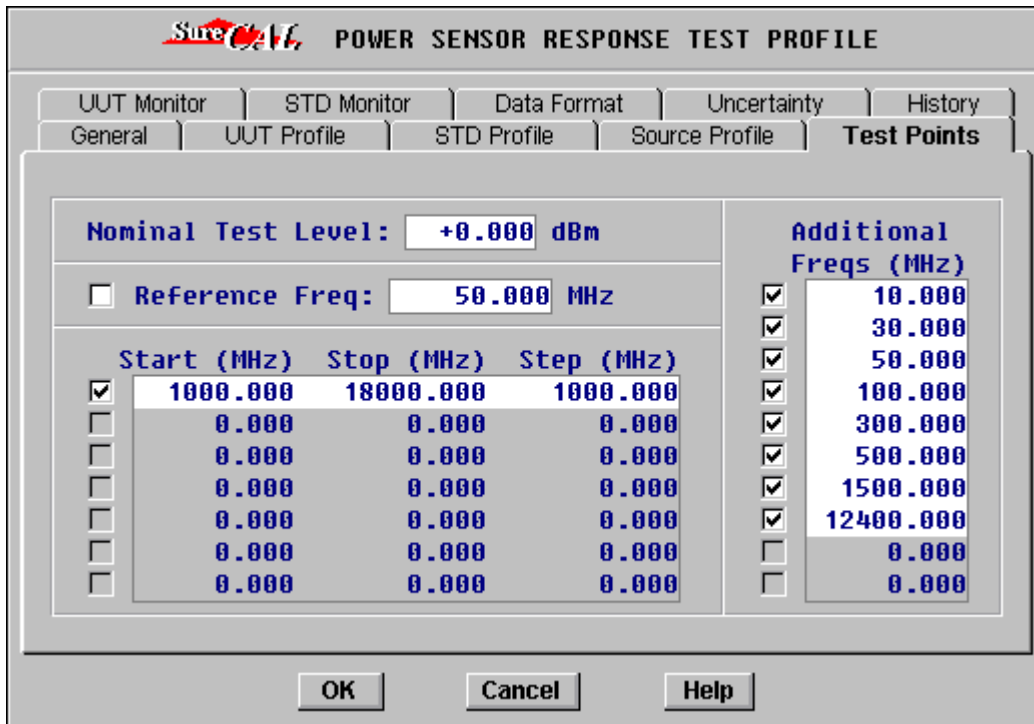 SureCAL POWER SENSOR RESPONSE TEST PROFILE
UUT Monitor STD Monitor Data Format Uncertainty History
General UUT Profile STD Profile Source Profile Test Points
Nominal Test Level: +0.000 dBm
Reference Freq: 50.000 MHz
Start (MHz) Stop (MHz) Step (MHz)
1000.000 18000.000 1000.000
0.000 0.000 0.000
0.000 0.000 0.000
0.000 0.000 0.000
0.000 0.000 0.000
0.000 0.000 0.000
0.000 0.000 0.000
Additional
Freqs (MHz)
10.000
30.000
50.000
100.000
300.000
500.000
1500.000
12400.000
0.000
0.000
OK Cancel Help